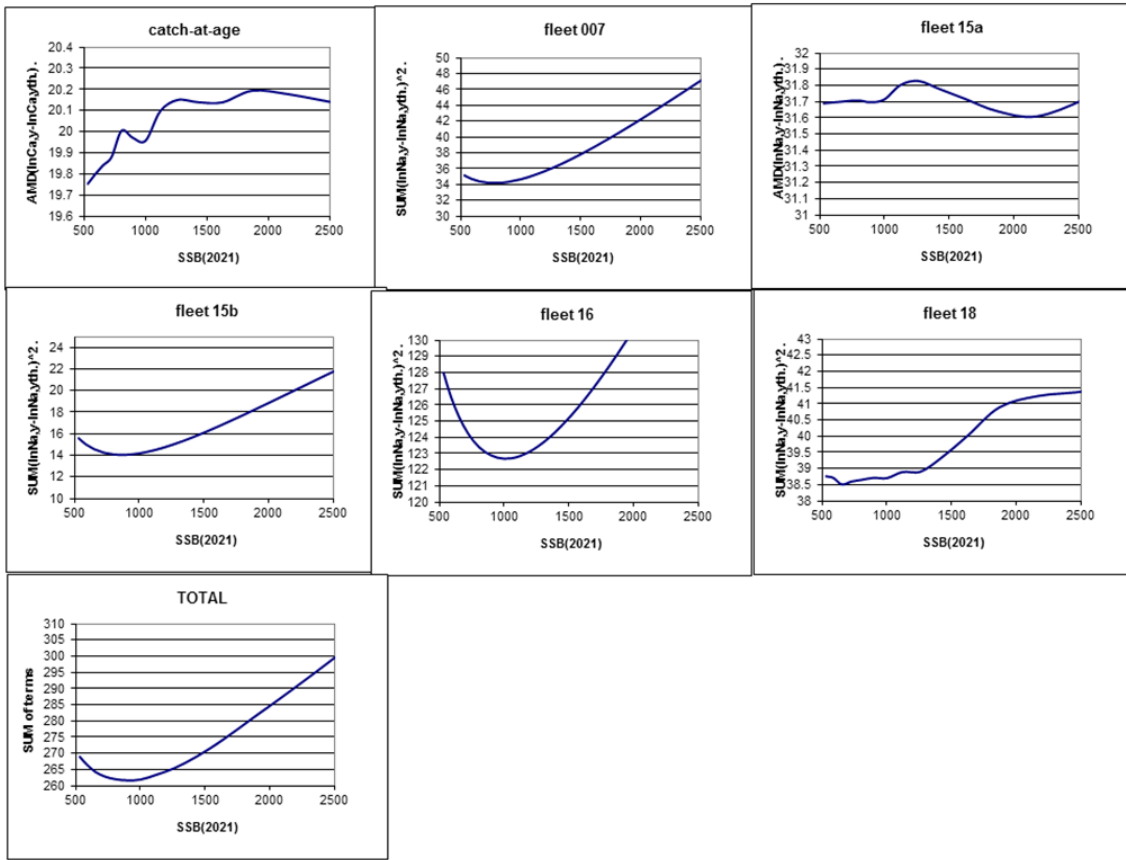 catch-at-age
20.4
20.3
20.2
20.1
20
19.9
19.8
19.7
19.6
500 1000 1500 2000 2500
AMD(lnCa,y-lnCa,yth.) .
SSB(2021)
fleet 007
50
48
46
44
42
40
38
36
34
32
30
500 1000 1500 2000 2500
SUM(lnNa,y-lnNa,yth.)^2 .
SSB(2021)
fleet 15a
32
31.9
31.8
31.7
31.6
31.5
31.4
31.3
31.2
31.1
31
500 1000 1500 2000 2500
AMD(lnNa,y-lnNa,yth.) .
SSB(2021)
fleet 15b
24
22
20
18
16
14
12
10
500 1000 1500 2000 2500
SUM(lnNa,y-lnNa,yth.)^2 .
SSB(2021)
fleet 16
130
129
128
127
126
125
124
123
122
121
120
500 1000 1500 2000 2500
SUM(lnNa,y-lnNa,yth.)^2 .
SSB(2021)
fleet 18
43
42.5
42
41.5
41
40.5
40
39.5
39
38.5
38
500 1000 1500 2000 2500
SUM(lnNa,y-lnNa,yth.)^2 .
SSB(2021)
TOTAL
310
305
300
295
290
285
280
275
270
265
260
500 1000 1500 2000 2500
SUM of terms
SSB(2021)